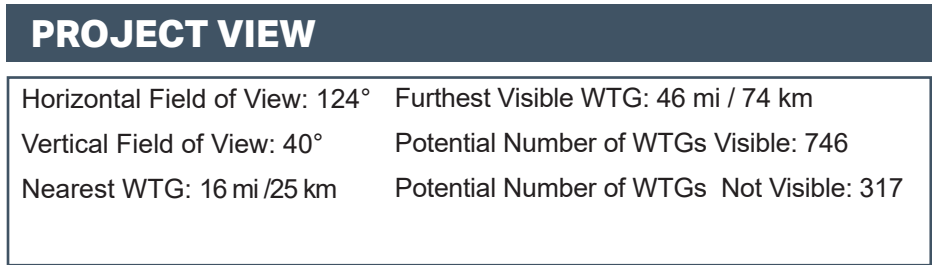 PROJECT VIEW
Horizontal Field of View: 124°
Vertical Field of View: 40°
Nearest WTG: 16 mi /25 km
Furthest Visible WTG: 46 mi / 74 km
Potential Number of WTGs Visible: 746
Potential Number of WTGs  Not Visible: 317